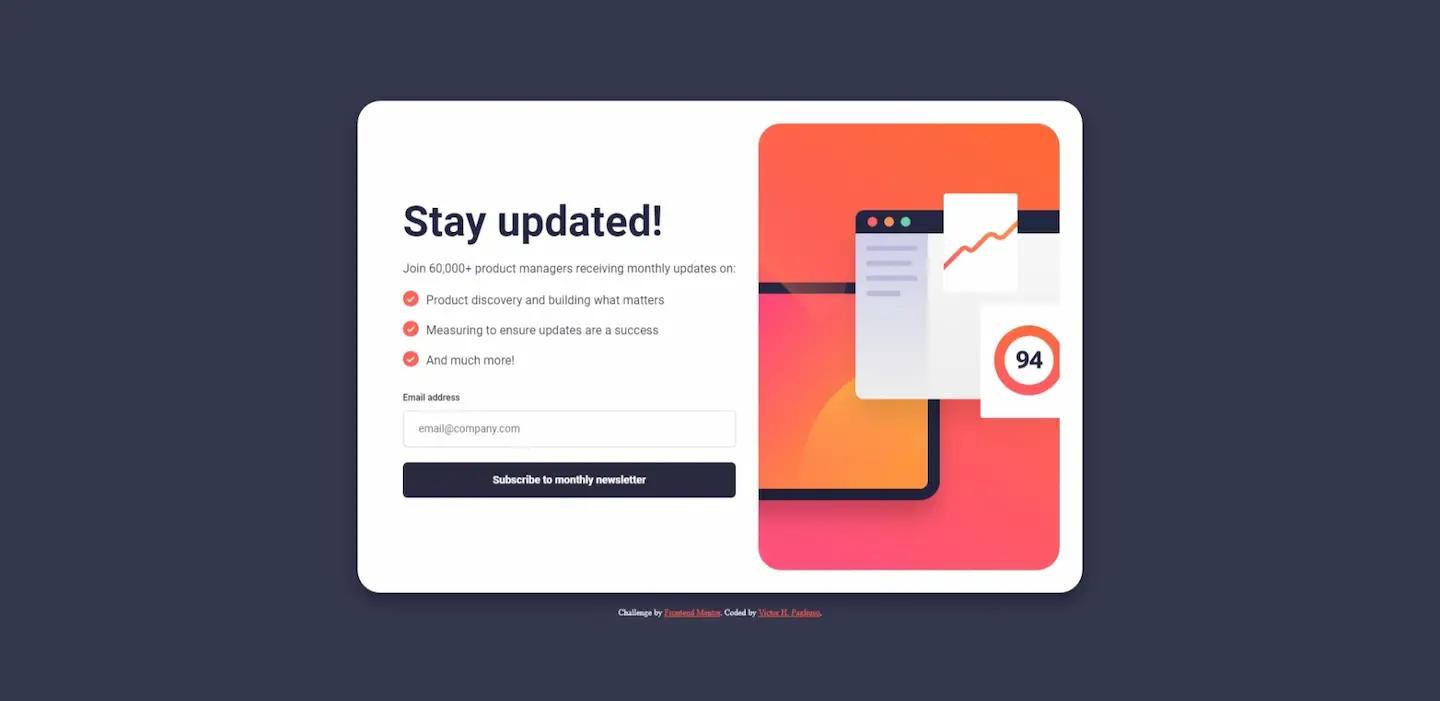 Stay updated!
Join 60,000+ product managers receiving monthly updates on:
Product discovery and building what matters
Measuring to ensure updates are a success
And much more!
Email address
email@company.com
Subscribe to monthly newsletter
94
Challenge by Frontend Mentor. Coded by Victor H.